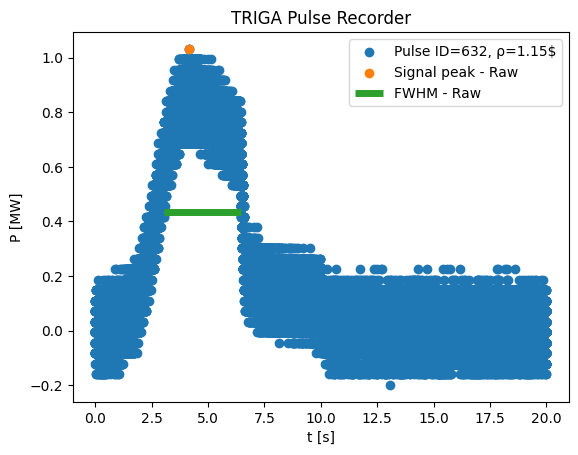 TRIGA Pulse Recorder
Pulse ID=632, ρ=1.15$
Signal peak - Raw
FWHM - Raw
P [MW]
1.0
0.8
0.6
0.4
0.2
0.0
−0.2
0.0 2.5 5.0 7.5 10.0 12.5 15.0 17.5 20.0
t [s]